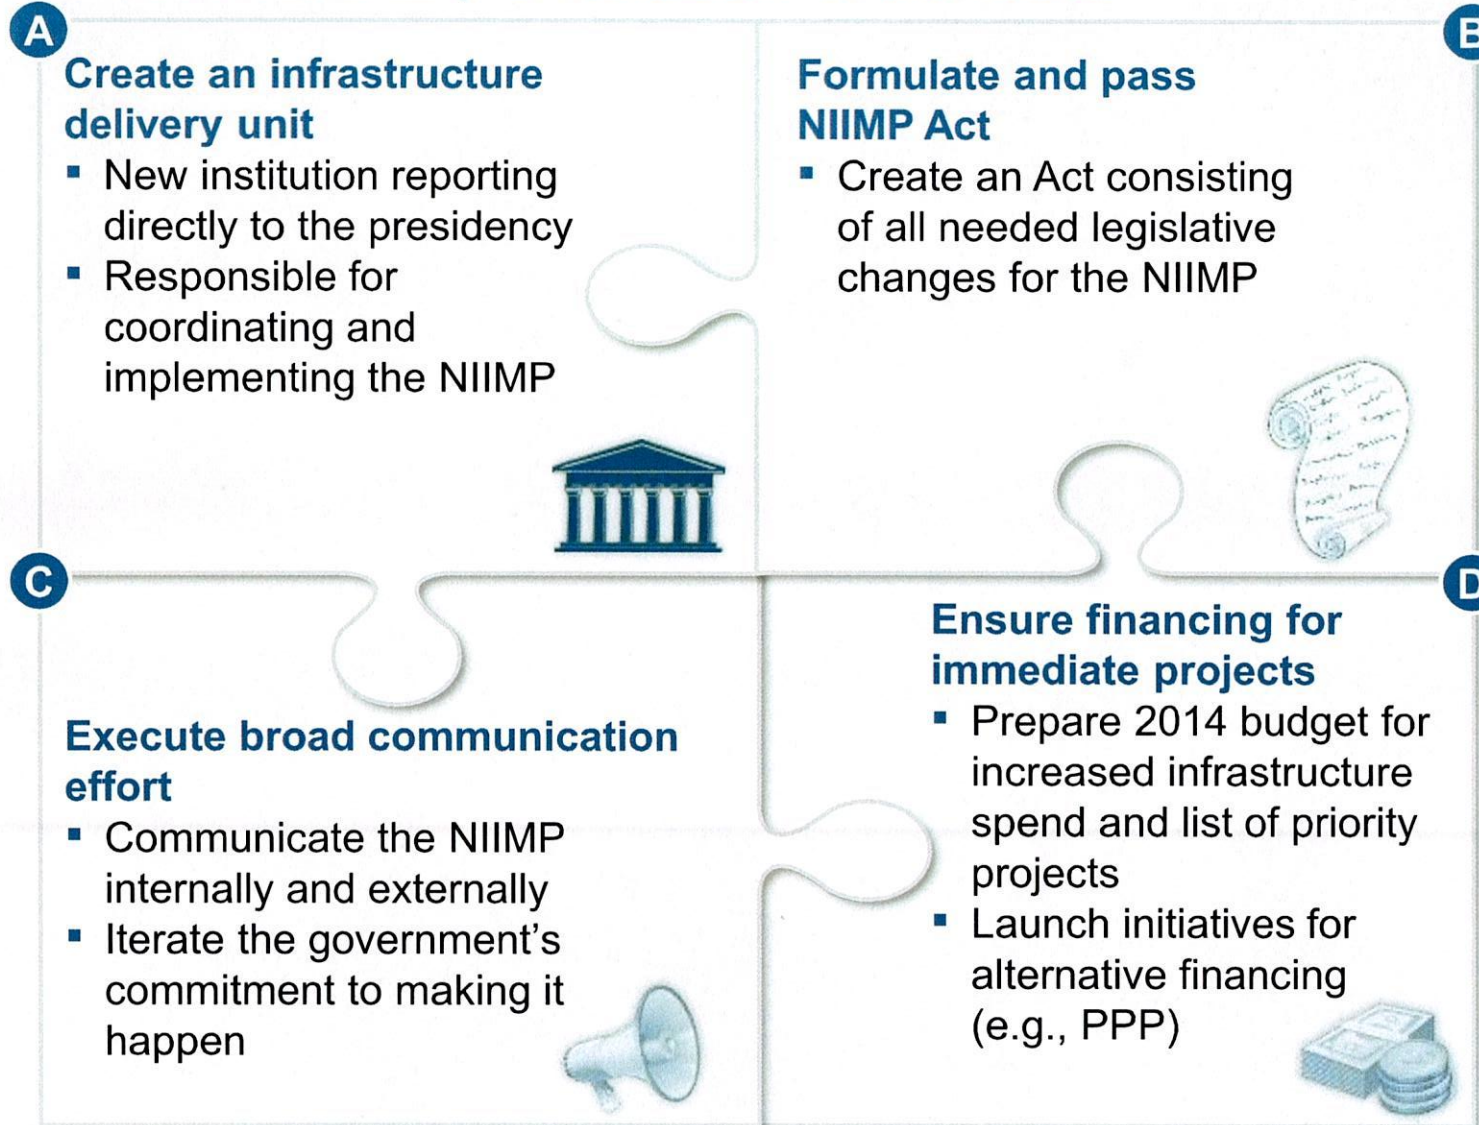 A
Create an infrastructure
delivery unit
▪ New institution reporting
directly to the presidency
▪ Responsible for
coordinating and
implementing the NIIMP
B
Formulate and pass
NIIMP Act
▪ Create an Act consisting
of all needed legislative
changes for the NIIMP
C
Execute broad communication
effort
▪ Communicate the NIIMP
internally and externally
▪ Iterate the government's
commitment to making it
happen
D
Ensure financing for
immediate projects
▪ Prepare 2014 budget for
increased infrastructure
spend and list of priority
projects
▪ Launch initiatives for
alternative financing
(e.g., PPP)